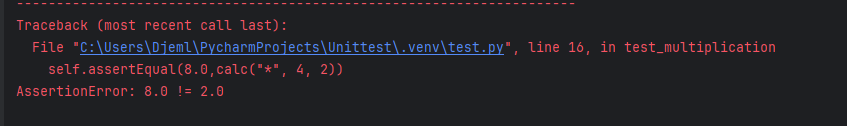 ----------------------------------------------------------------------
Traceback (most recent call last):
  File "C:\Users\Djeml\PycharmProjects\Unittest\.venv\test.py", line 16, in test_multiplication
    self.assertEqual(8.0,calc("*", 4, 2))
AssertionError: 8.0 != 2.0